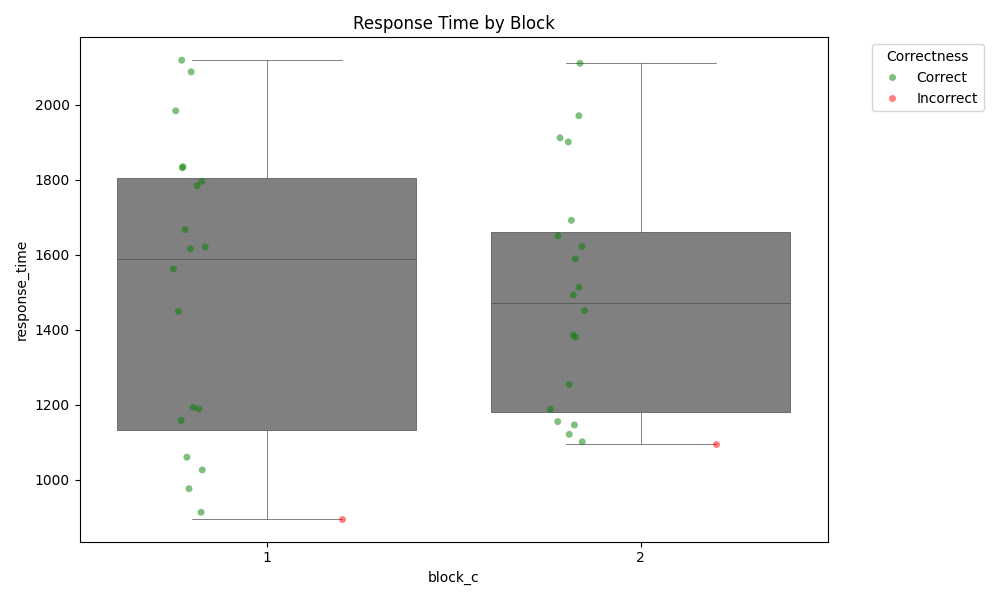 Response Time by Block
Correctness
Correct
Incorrect
response_time
2000
1800
1600
1400
1200
1000
1
2
block_c